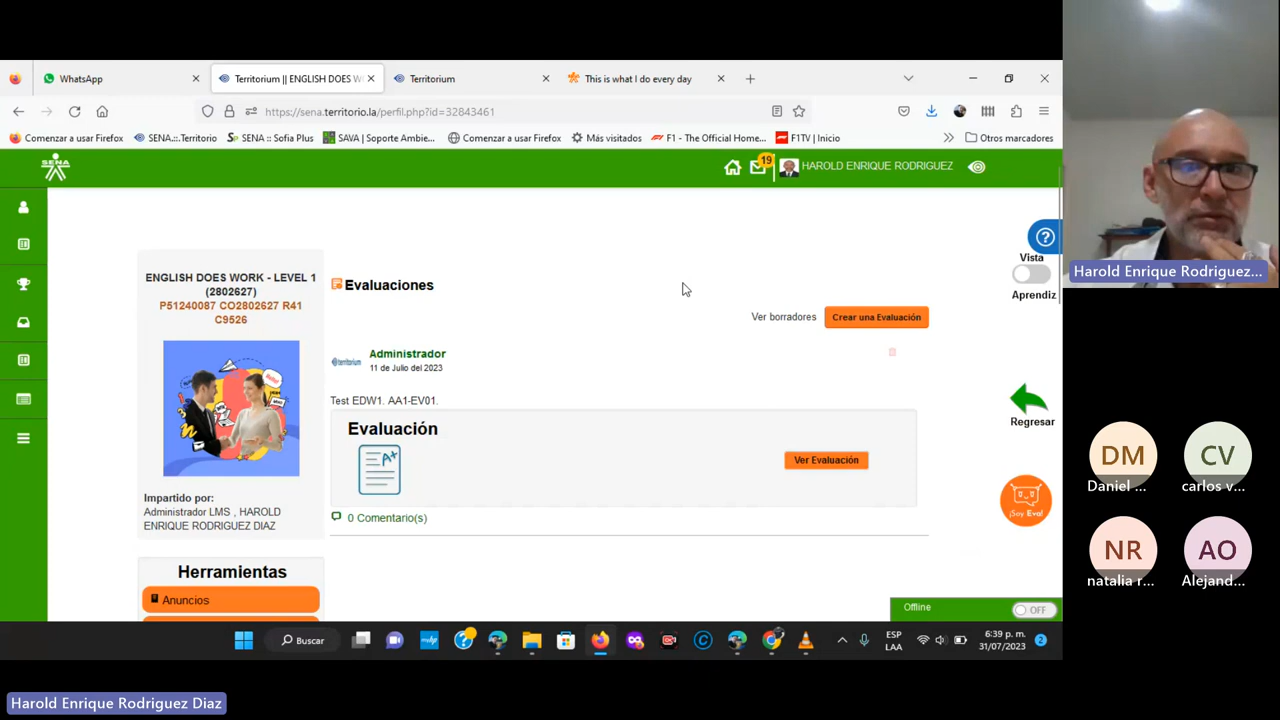 WhatsApp
Territorium || ENGLISH DOES W
Territorium
This is what I do every day
https://sena.territorio.la/perfil.php?id=32843461
Comenzar a usar Firefox
SENA.::.Territorio
SENA :: Sofia Plus
SAVA | Soporte Ambie...
Comenzar a usar Firefox
Más visitados
F1 - The Official Home...
F1TV | Inicio
Otros marcadores
SENA
19
HAROLD ENRIQUE RODRIGUEZ
Vista
Aprendiz
Harold Enrique Rodriguez...
ENGLISH DOES WORK - LEVEL 1
(2802627)
P51240087 CO2802627 R41
C9526
Evaluaciones
Ver borradores
Crear una Evaluación
territorium
Administrador
11 de Julio del 2023
Test EDW1. AA1-EV01.
Evaluación
A+
Ver Evaluación
0 Comentario(s)
Regresar
¡Soy Eva!
Impartido por:
Administrador LMS , HAROLD
ENRIQUE RODRIGUEZ DIAZ
Herramientas
Anuncios
Offline
OFF
DM
Daniel ...
CV
carlos v...
NR
natalia r...
AO
Alejand...
Buscar
ESP
LAA
6:39 p. m.
31/07/2023
2
Harold Enrique Rodriguez Diaz